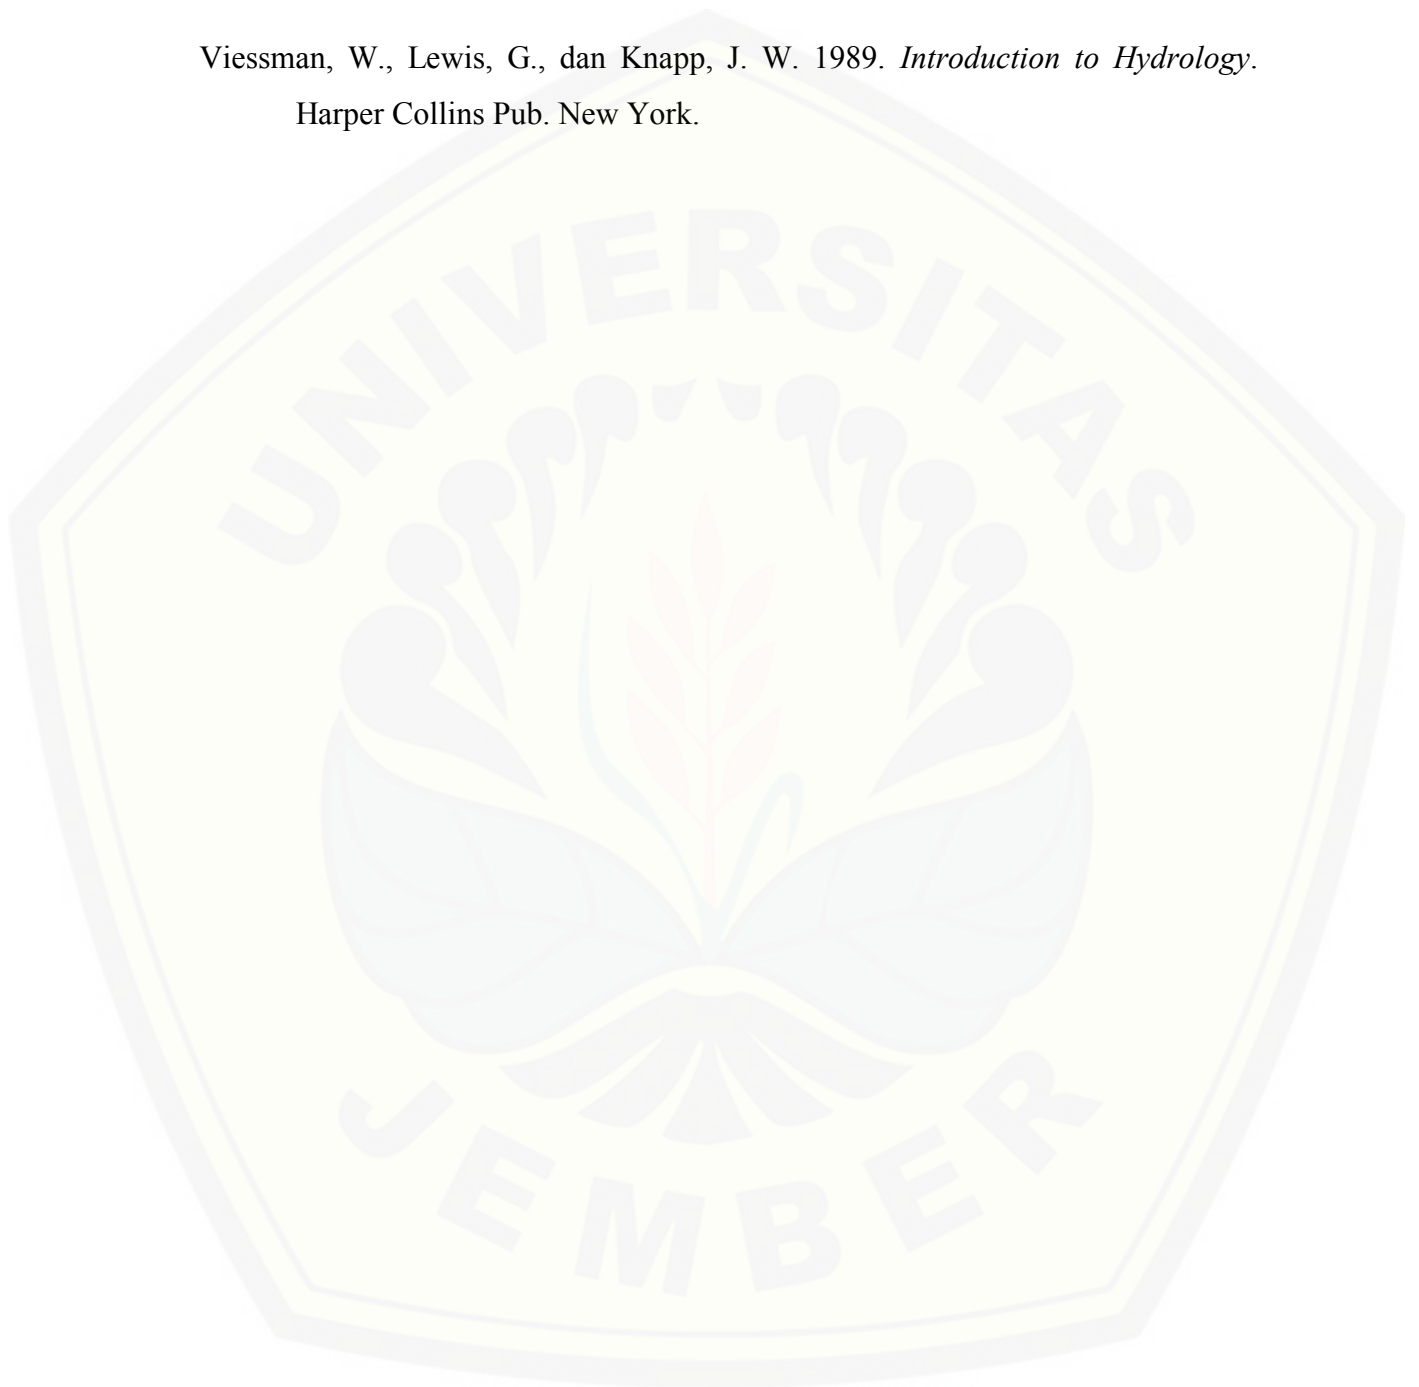 Viessman, W., Lewis, G., dan Knapp, J. W. 1989. Introduction to Hydrology.
Harper Collins Pub. New York.
UNIVERSITAS
JEMBER